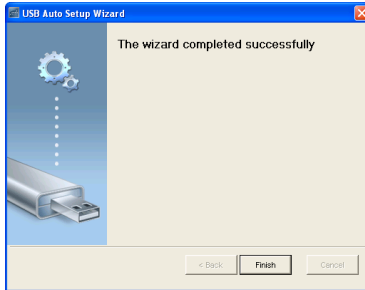 USB Auto Setup Wizard
The wizard completed successfully
< Back
Finish
Cancel